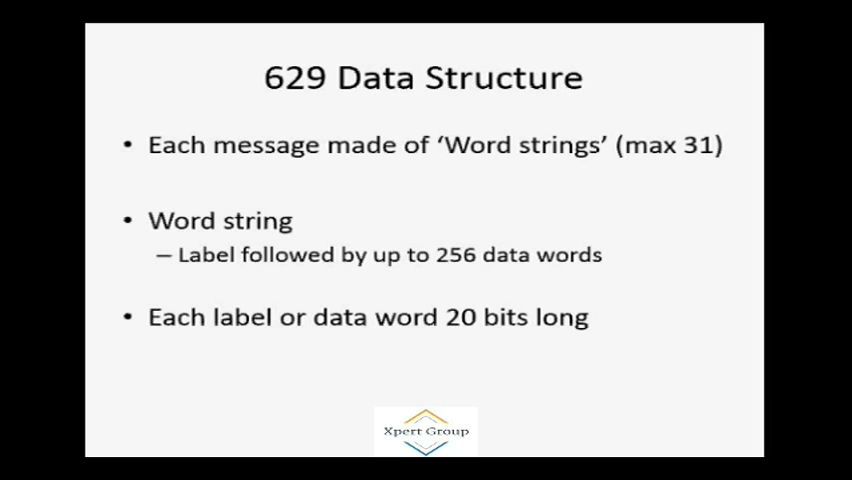 629 Data Structure
• Each message made of ‘Word strings’ (max 31)
• Word string
– Label followed by up to 256 data words
• Each label or data word 20 bits long
Xpert Group